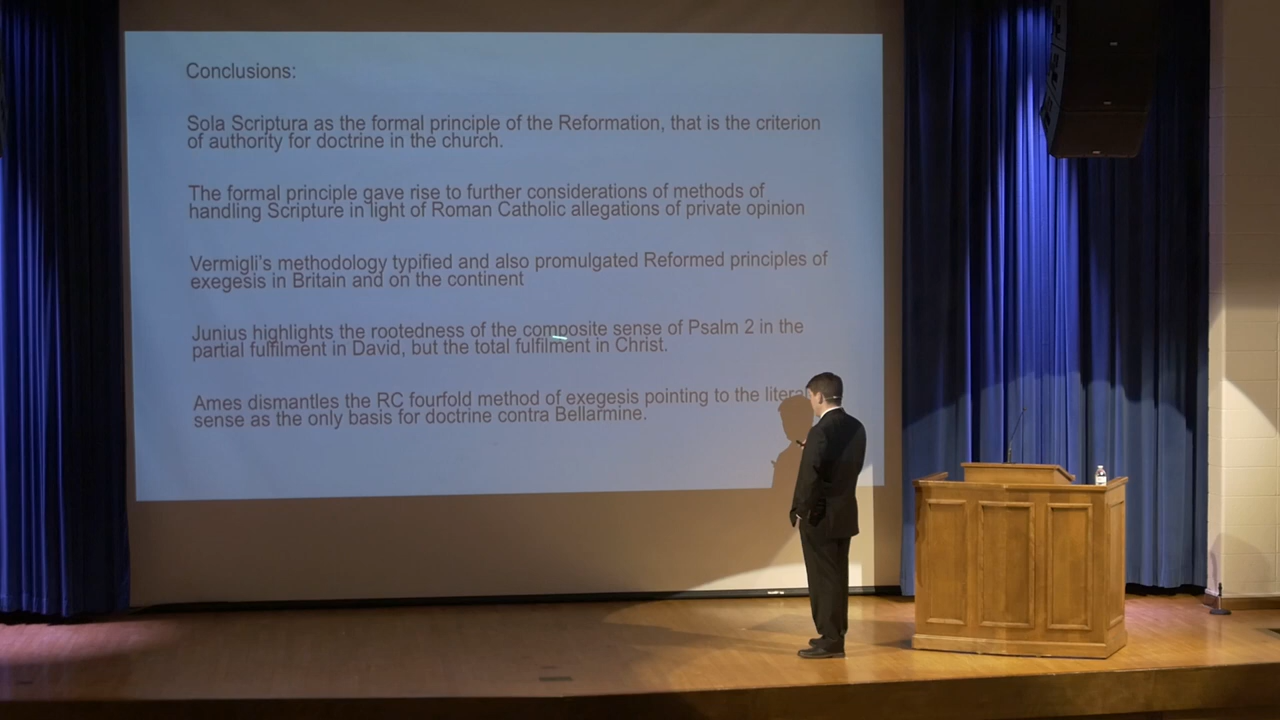 Conclusions:
Sola Scriptura as the formal principle of the Reformation, that is the criterion
of authority for doctrine in the church.
The formal principle gave rise to further considerations of methods of
handling Scripture in light of Roman Catholic allegations of private opinion
Vermigli's methodology typified and also promulgated Reformed principles of
exegesis in Britain and on the continent
Junius highlights the rootedness of the composite sense of Psalm 2 in the
partial fulfilment in David, but the total fulfilment in Christ.
Ames dismantles the RC fourfold method of exegesis pointing to the literal
sense as the only basis for doctrine contra Bellarmine.